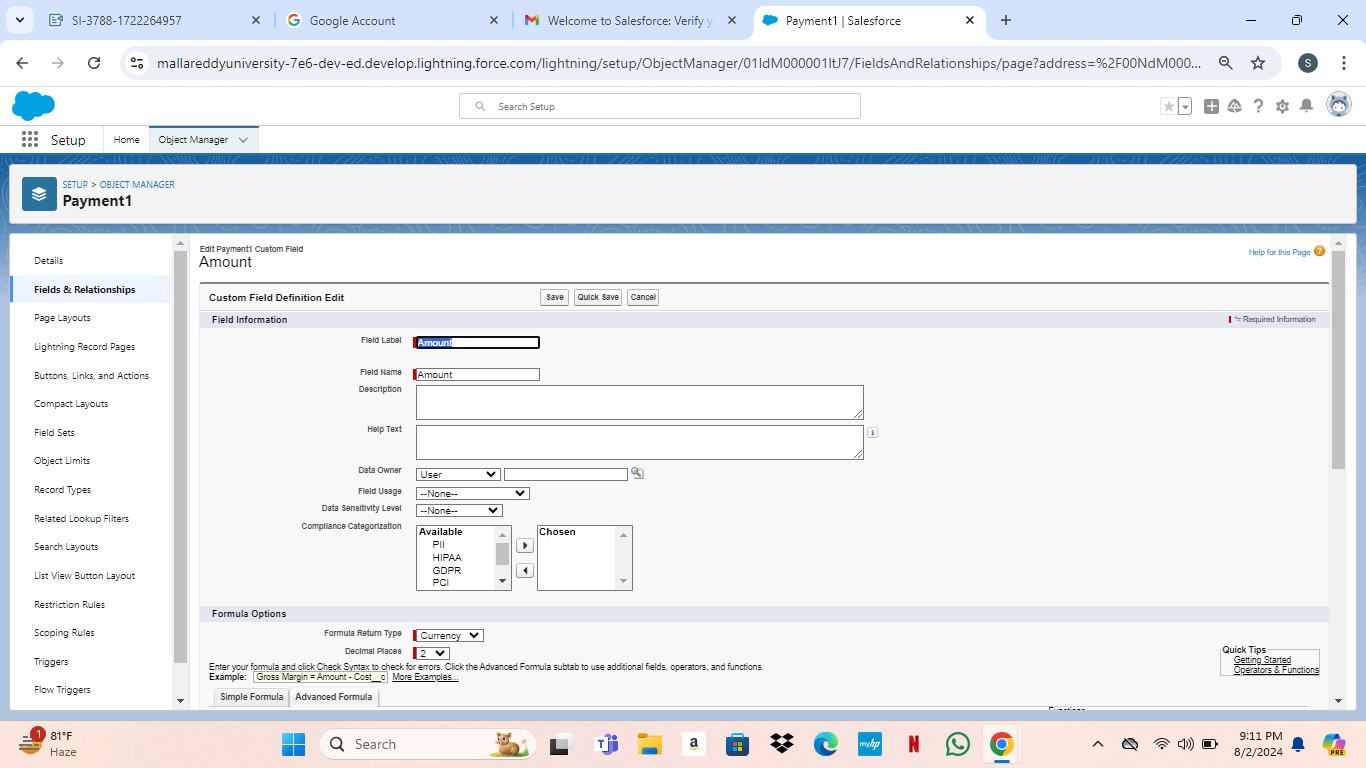 SI-3788-1722264957
Google Account
Welcome to Salesforce: Verify y
Payment1 | Salesforce
mallareddyuniversity-7e6-dev-ed.develop.lightning.force.com/lightning/setup/ObjectManager/01IdM000001ltJ7/FieldsAndRelationships/page?address=%2F00NdM000...
S
Search Setup
Setup
Home
Object Manager
SETUP > OBJECT MANAGER
Payment1
Details
Fields & Relationships
Page Layouts
Lightning Record Pages
Buttons, Links, and Actions
Compact Layouts
Field Sets
Object Limits
Record Types
Related Lookup Filters
Search Layouts
List View Button Layout
Restriction Rules
Scoping Rules
Triggers
Flow Triggers
Edit Payment1 Custom Field
Amount
Help for this Page
Custom Field Definition Edit
Save
Quick Save
Cancel
Field Information
= Required Information
Field Label
Amount
Field Name
Amount
Description
Help Text
i
Data Owner
User
Field Usage
--None--
Data Sensitivity Level
--None--
Compliance Categorization
Available
PII
HIPAA
GDPR
PCI
Chosen
Formula Options
Formula Return Type
Currency
Decimal Places
2
Enter your formula and click Check Syntax to check for errors. Click the Advanced Formula subtab to use additional fields, operators, and functions.
Example: Gross Margin = Amount - Cost__c More Examples...
Quick Tips
Getting Started
Operators & Functions
Simple Formula
Advanced Formula
Functions
1
81°F
Haze
Search
a
myhp
N
9:11 PM
8/2/2024
PRE